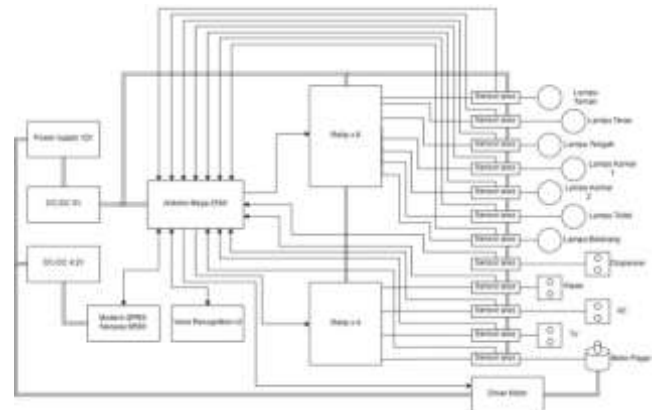 Sensor arus
Lampu
Taman
Power supply 12V
Relay x 8
Sensor arus
Lampu Teras
Sensor arus
Lampu Tengah
Sensor arus
Lampu Kamar
1
DC-DC 5V
Arduino Mega 2560
Sensor arus
Lampu Kamar
2
Sensor arus
Lampu Toilet
Sensor arus
Lampu Belakang
DC-DC 4.2V
Sensor arus
Dispenser
Sensor arus
Modem GPRS
Voice Recognition v3
Relay x 4
Sensor arus
AC
Sensor arus
TV
Sensor arus
Motor Pagar
Driver Motor